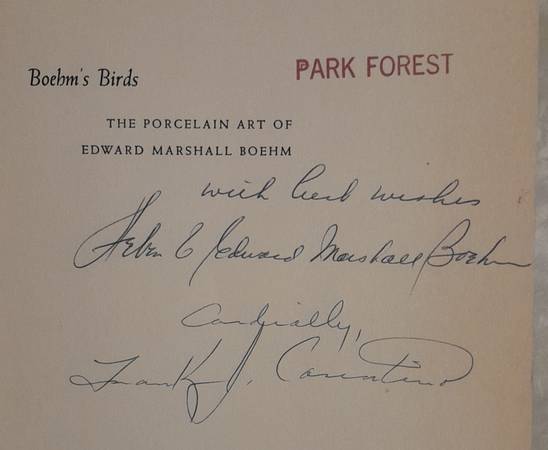 Boehm's Birds
PARK FOREST
THE PORCELAIN ART OF
EDWARD MARSHALL BOEHM
with best wishes
Helen & Edward Marshall Boehm
Cordially,
Frank J. Cosentino